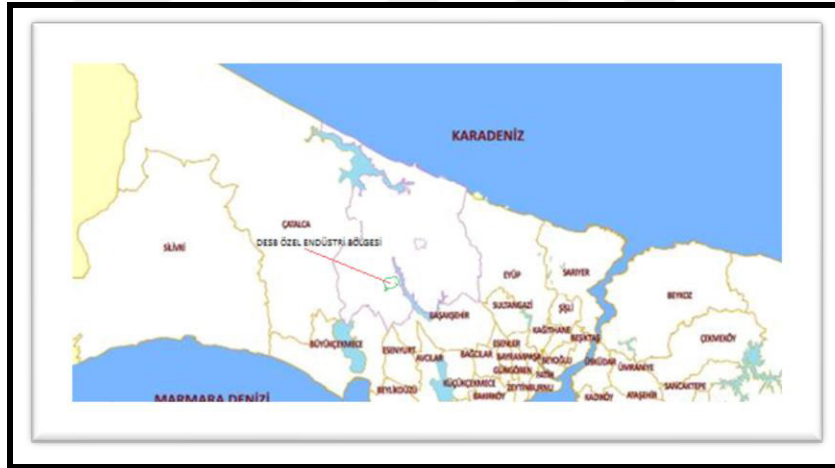 KARADENİZ
ÇATALCA
SİLİVRİ
DESB ÖZEL ENDÜSTRİ BÖLGESİ
EYÜP
SARIYER
BEYKOZ
SULTANGAZİ
ŞİŞLİ
BAŞAKŞEHİR
KAĞITHANE
BEŞİKTAŞ
ÇEKMEKÖY
BÜYÜKÇEKMECE
ESENYURT
AVCILAR
BAĞCILAR
ESENLER
BAYRAMPAŞA
BEYOĞLU
GÜNGÖREN
FATİH
ÜSKÜDAR
ÜMRANİYE
SANCAKTEPE
BEYLİKDÜZÜ
KÜÇÜKÇEKMECE
ZEYTİNBURNU
BAKIRKÖY
KADIKÖY
ATAŞEHİR
MARMARA DENİZİ